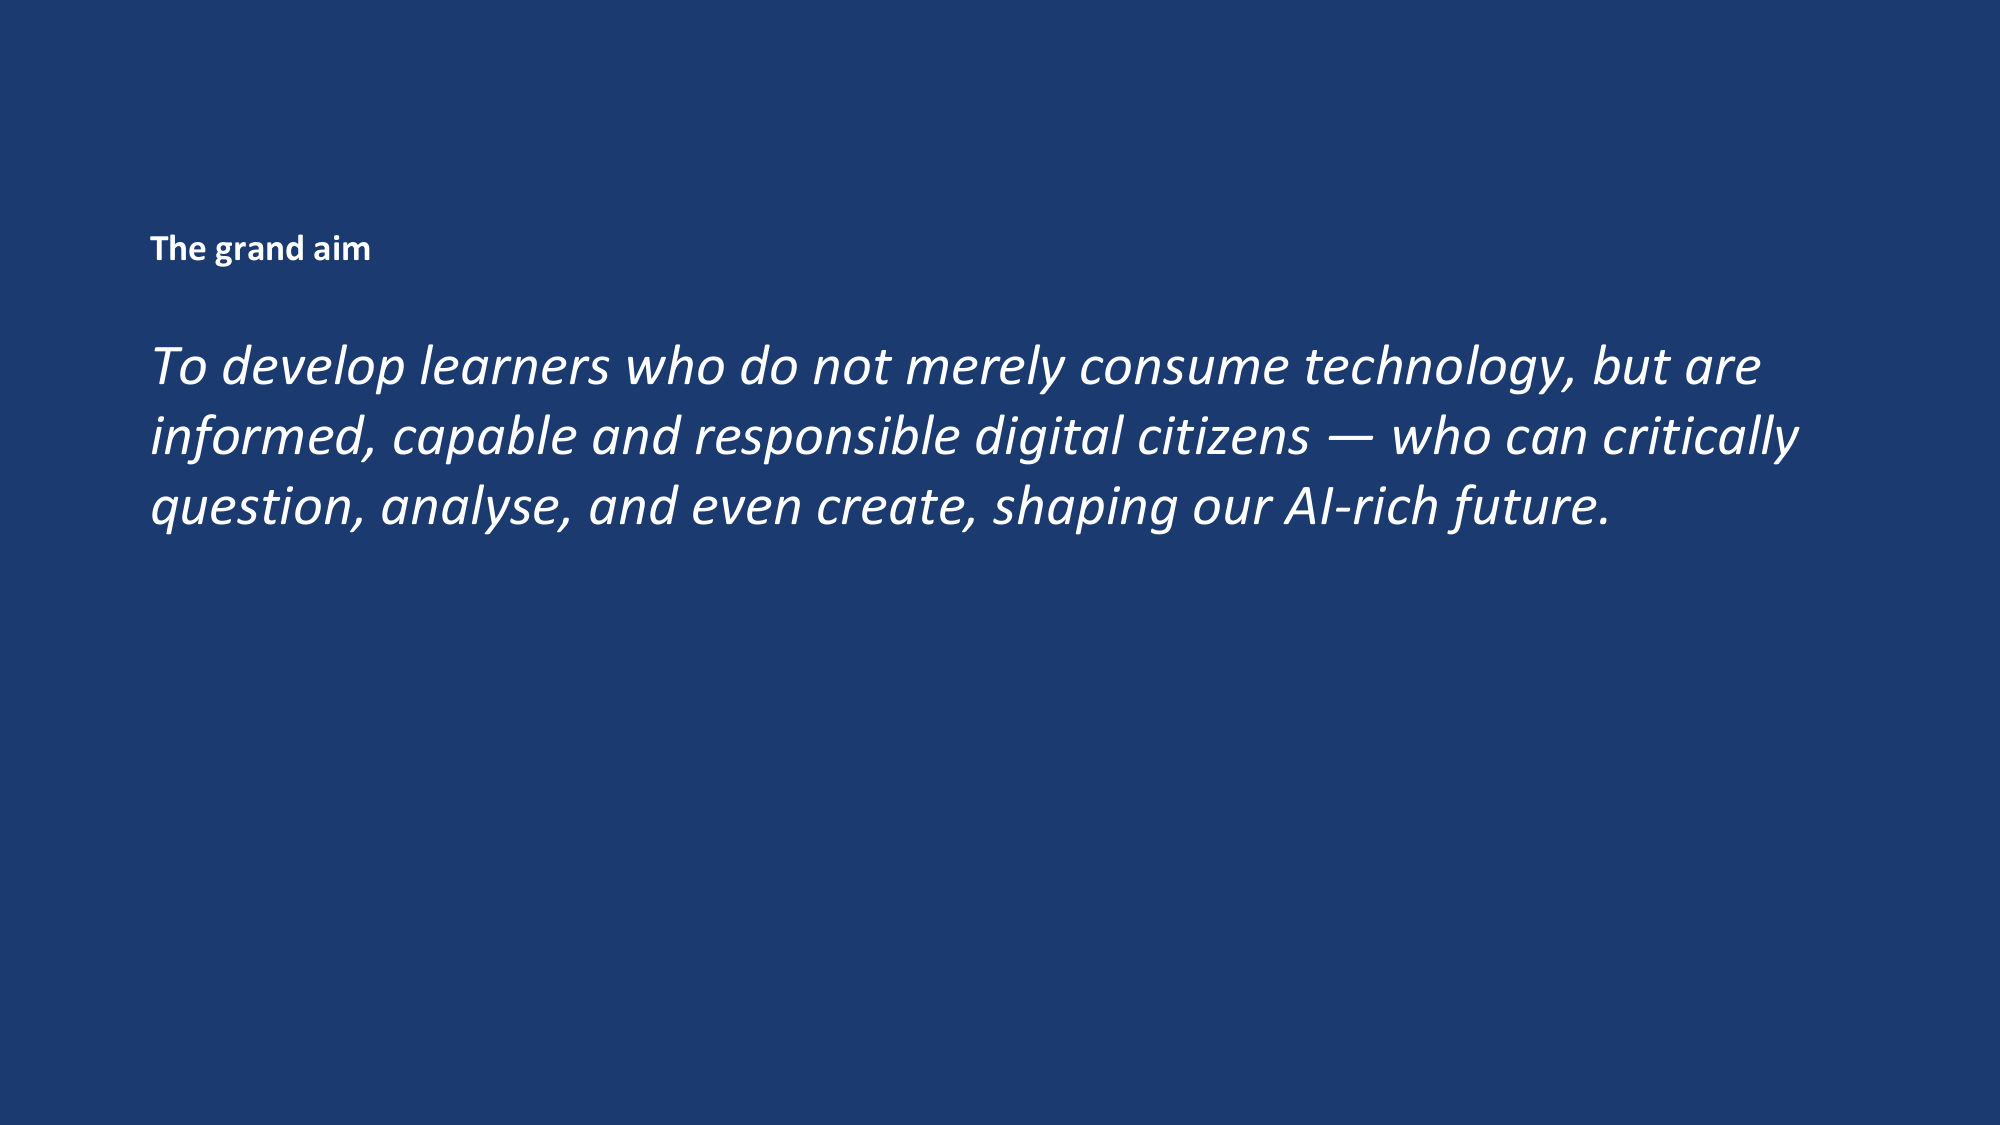 The grand aim
To develop learners who do not merely consume technology, but are
informed, capable and responsible digital citizens — who can critically
question, analyse, and even create, shaping our AI-rich future.